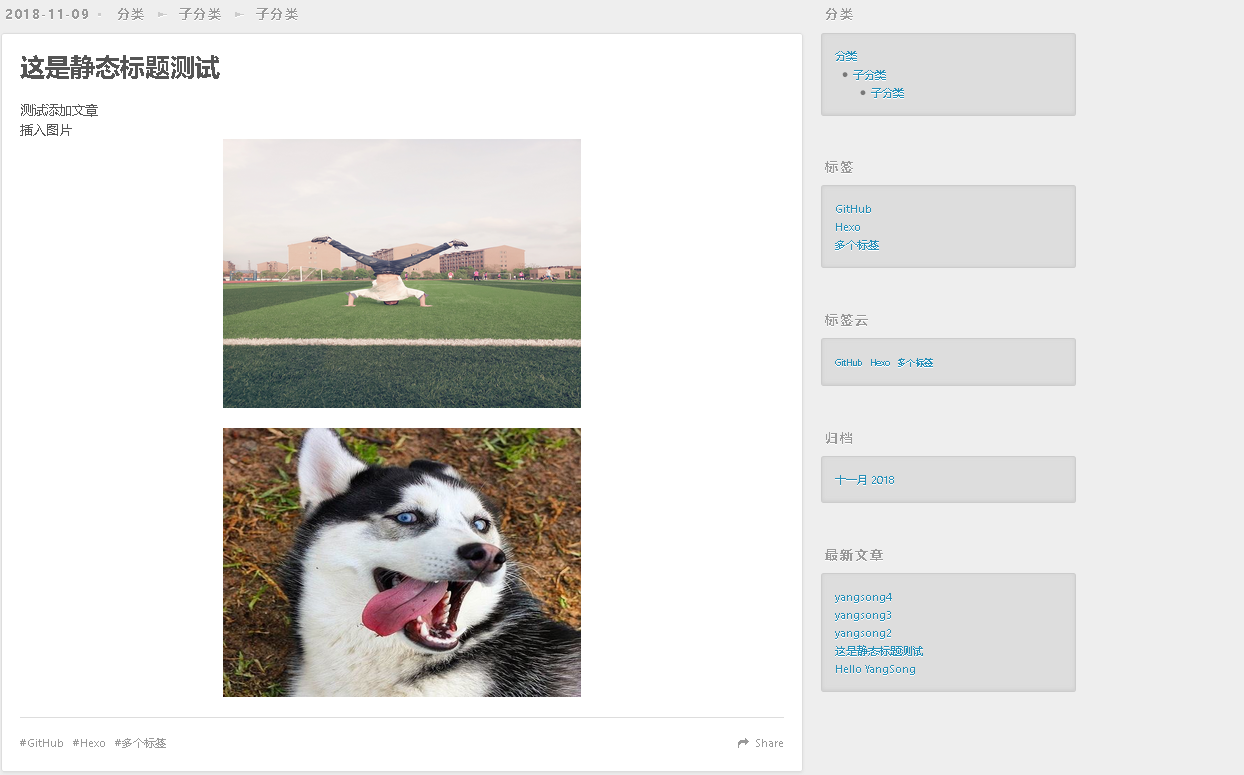 2018-11-09 • 分类 ► 子分类 ► 子分类
这是静态标题测试
测试添加文章
插入图片
#GitHub #Hexo #多个标签
Share
分类
分类
子分类
子分类
标签
GitHub
Hexo
多个标签
标签云
GitHub Hexo 多个标签
归档
十一月 2018
最新文章
yangsong4
yangsong3
yangsong2
这是静态标题测试
Hello YangSong